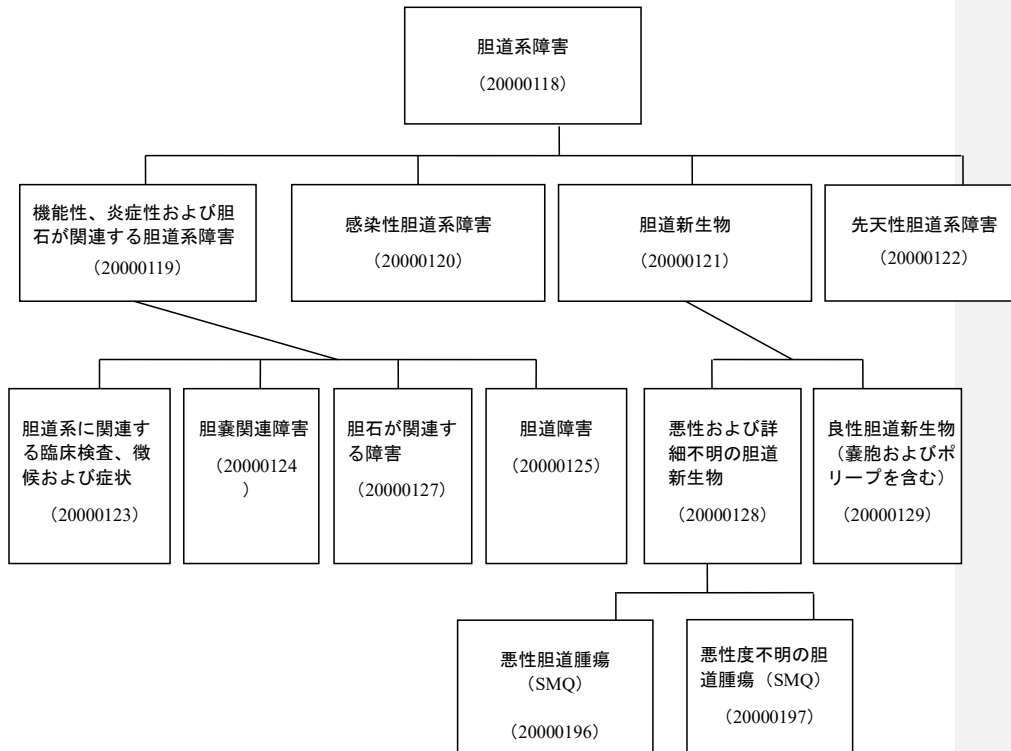 胆道系障害
（20000118）
機能性、炎症性および胆
石が関連する胆道系障害
（20000119）
感染性胆道系障害
（20000120）
胆道新生物
（20000121）
先天性胆道系障害
（20000122）
胆道系に関連す
る臨床検査、徴
候および症状
（20000123）
胆嚢関連障害
（20000124
）
胆石が関連す
る障害
（20000127）
胆道障害
（20000125）
悪性および詳
細不明の胆道
新生物
（20000128）
良性胆道新生物
（嚢胞およびポ
リープを含む）
（20000129）
悪性胆道腫瘍
（SMQ）
（20000196）
悪性度不明の胆
道腫瘍（SMQ）
（20000197）